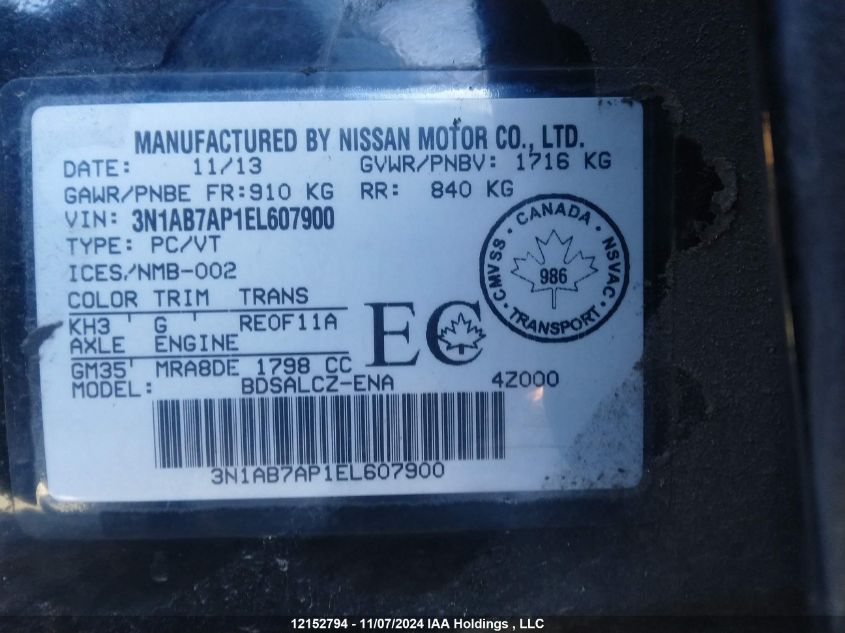 MANUFACTURED BY NISSAN MOTOR CO., LTD.
DATE: 11/13 GVWR/PNBV: 1716 KG
GAWR/PNBE FR:910 KG RR: 840 KG
VIN: 3N1AB7AP1EL607900
TYPE: PC/VT
ICES/NMB-002
COLOR TRIM TRANS
KH3 ' G ' RE0F11A
AXLE ENGINE
GM35' MRA8DE 1798 CC
MODEL: BDSALCZ-ENA 4Z000
3N1AB7AP1EL607900
EC
CANADA
CMVSS · NSVAC
986
TRANSPORT
12152794 - 11/07/2024 IAA Holdings , LLC